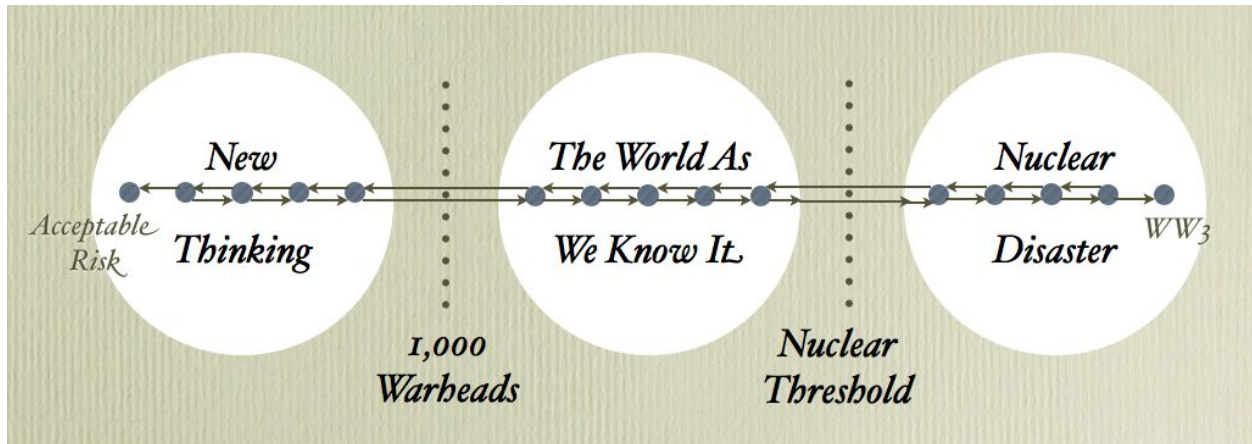 New
Thinking
Acceptable
Risk
1,000
Warheads
The World As
We Know It
Nuclear
Threshold
Nuclear
Disaster
WW3